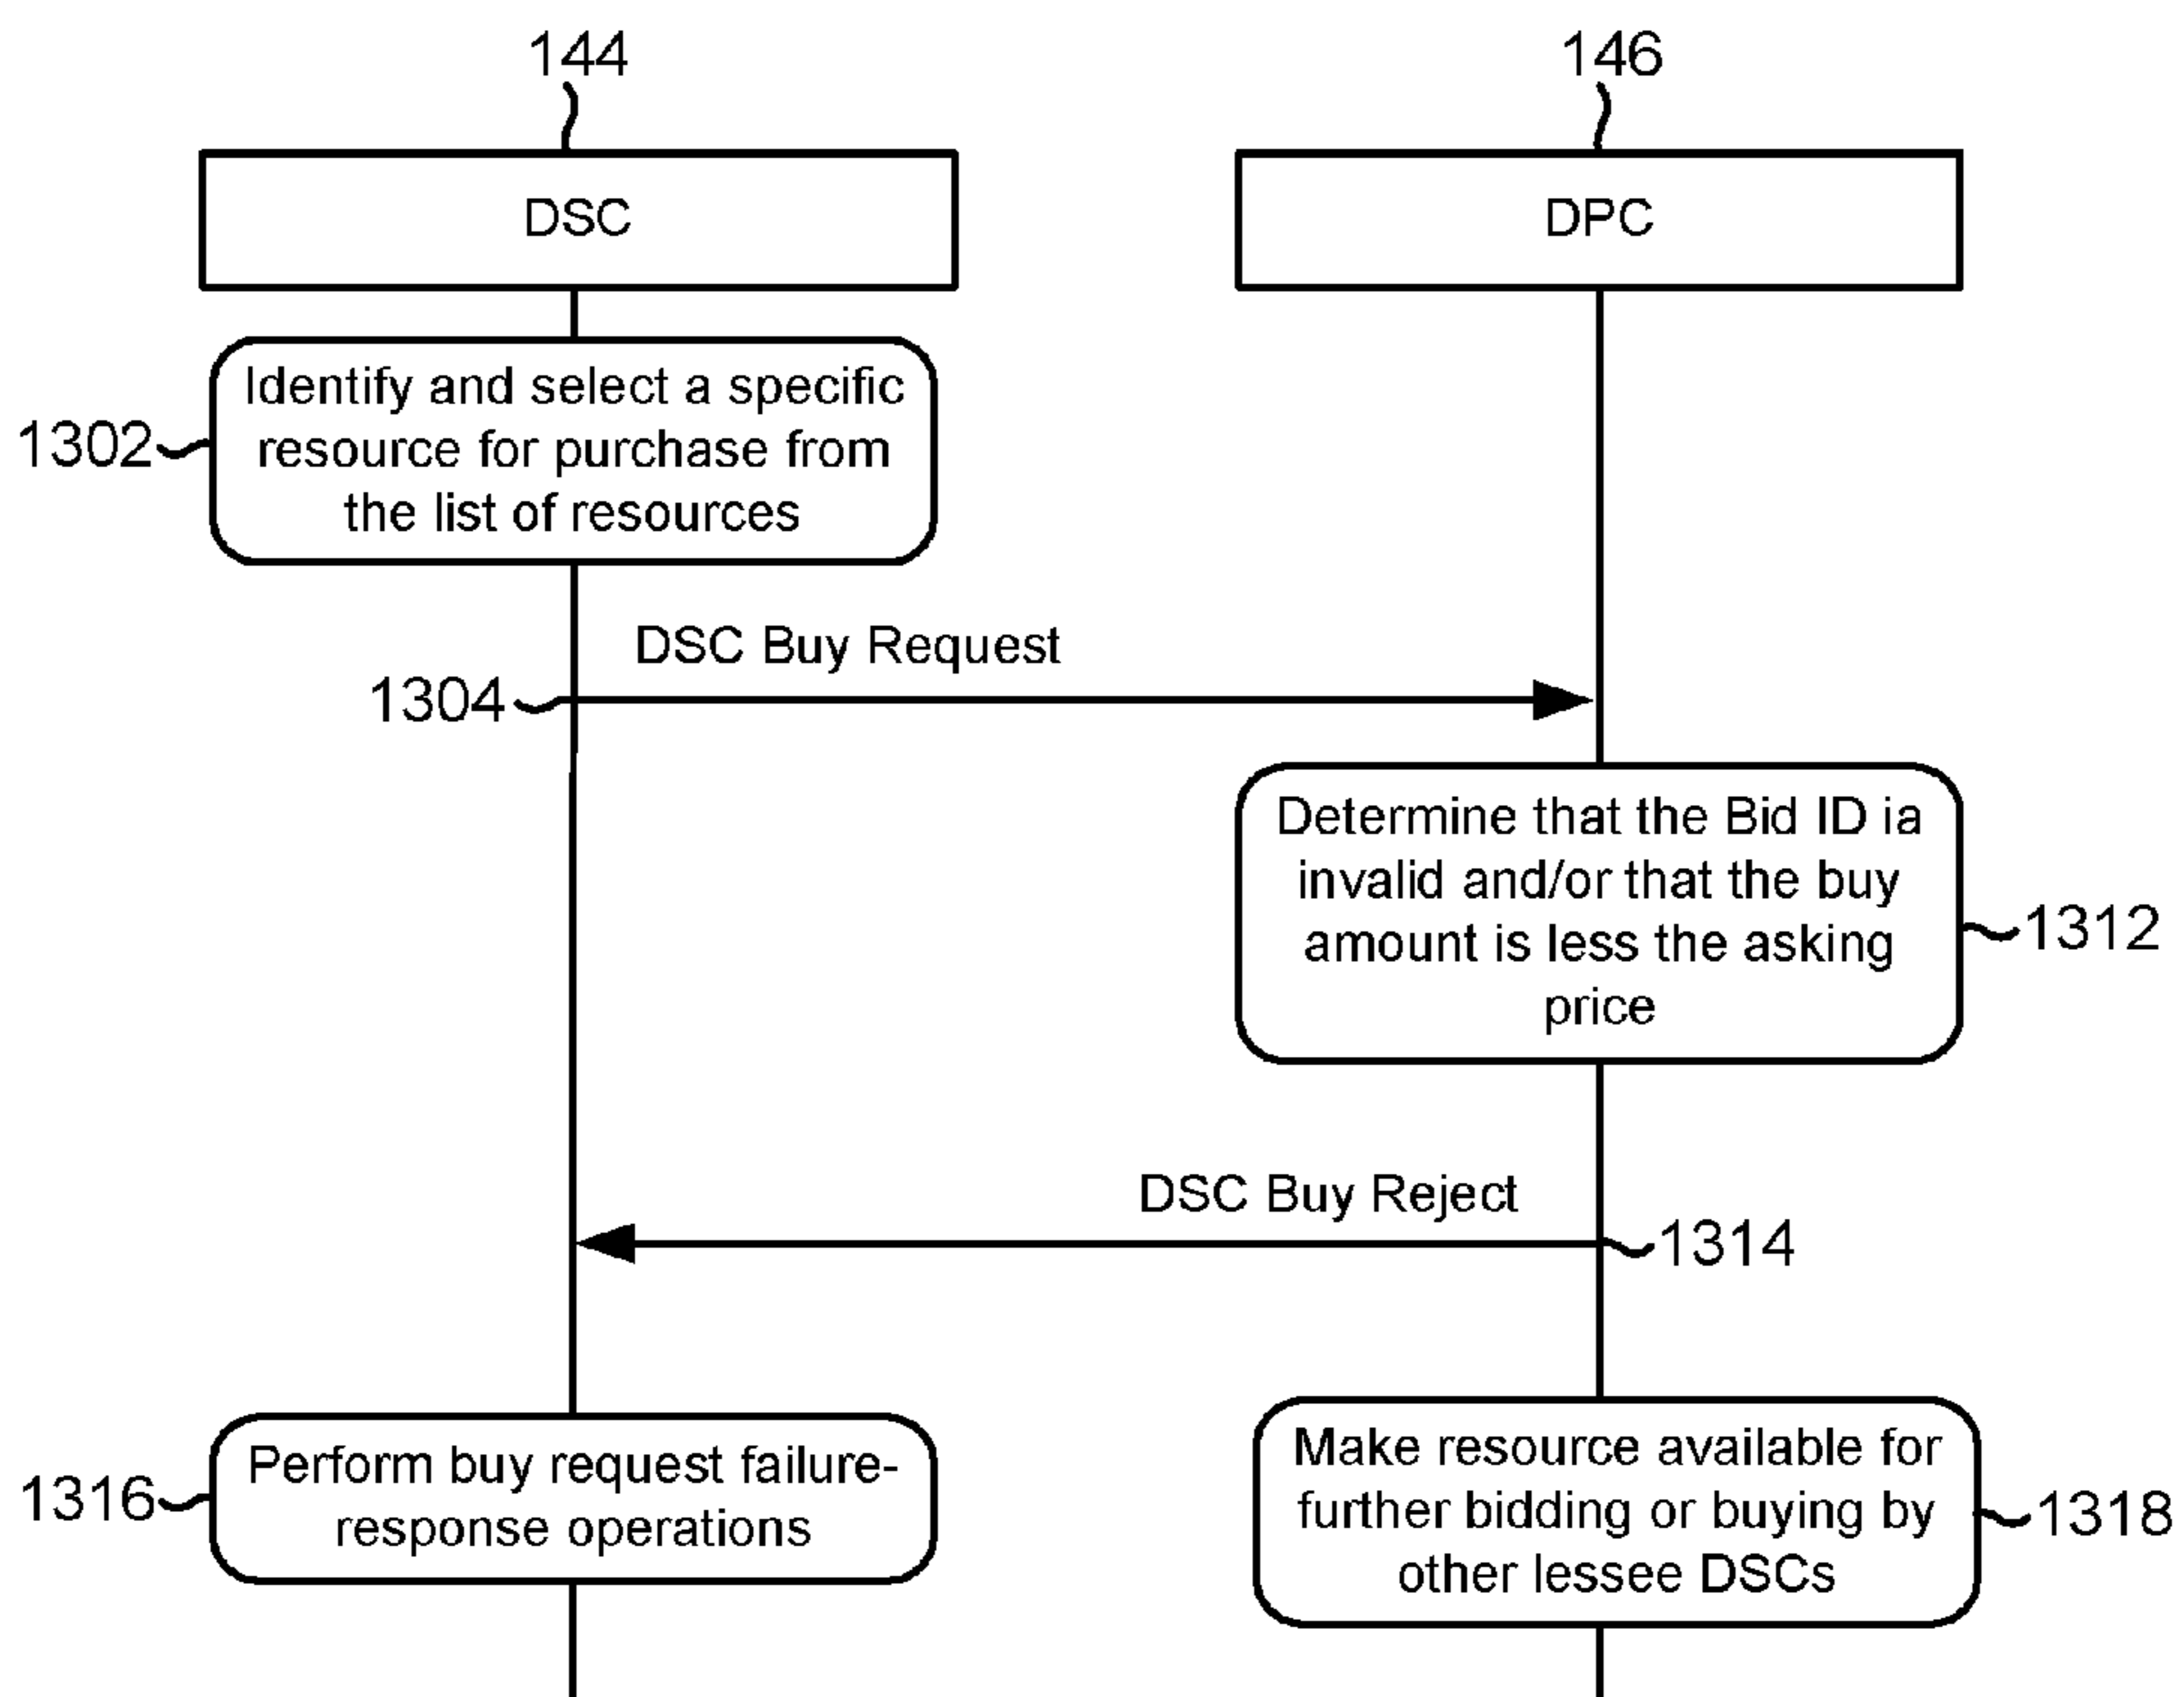 144
146
DSC
DPC
Identify and select a specific
resource for purchase from
the list of resources
1302
DSC Buy Request
1304
Determine that the Bid ID ia
invalid and/or that the buy
amount is less the asking
price
1312
DSC Buy Reject
1314
Perform buy request failure-
response operations
1316
Make resource available for
further bidding or buying by
other lessee DSCs
1318